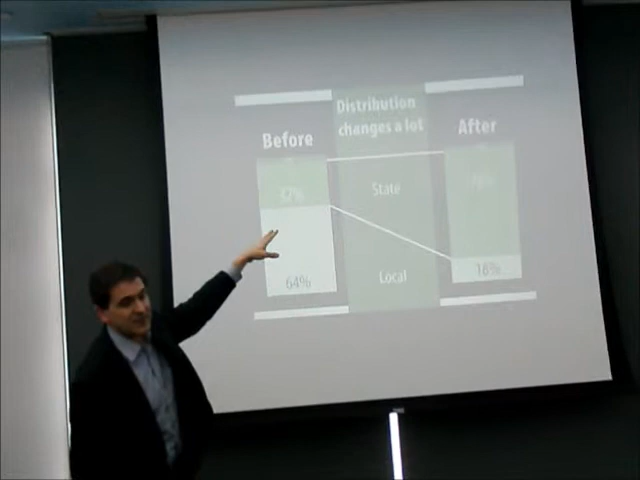 Distribution
changes a lot
Before
After
State
Local
64%
16%